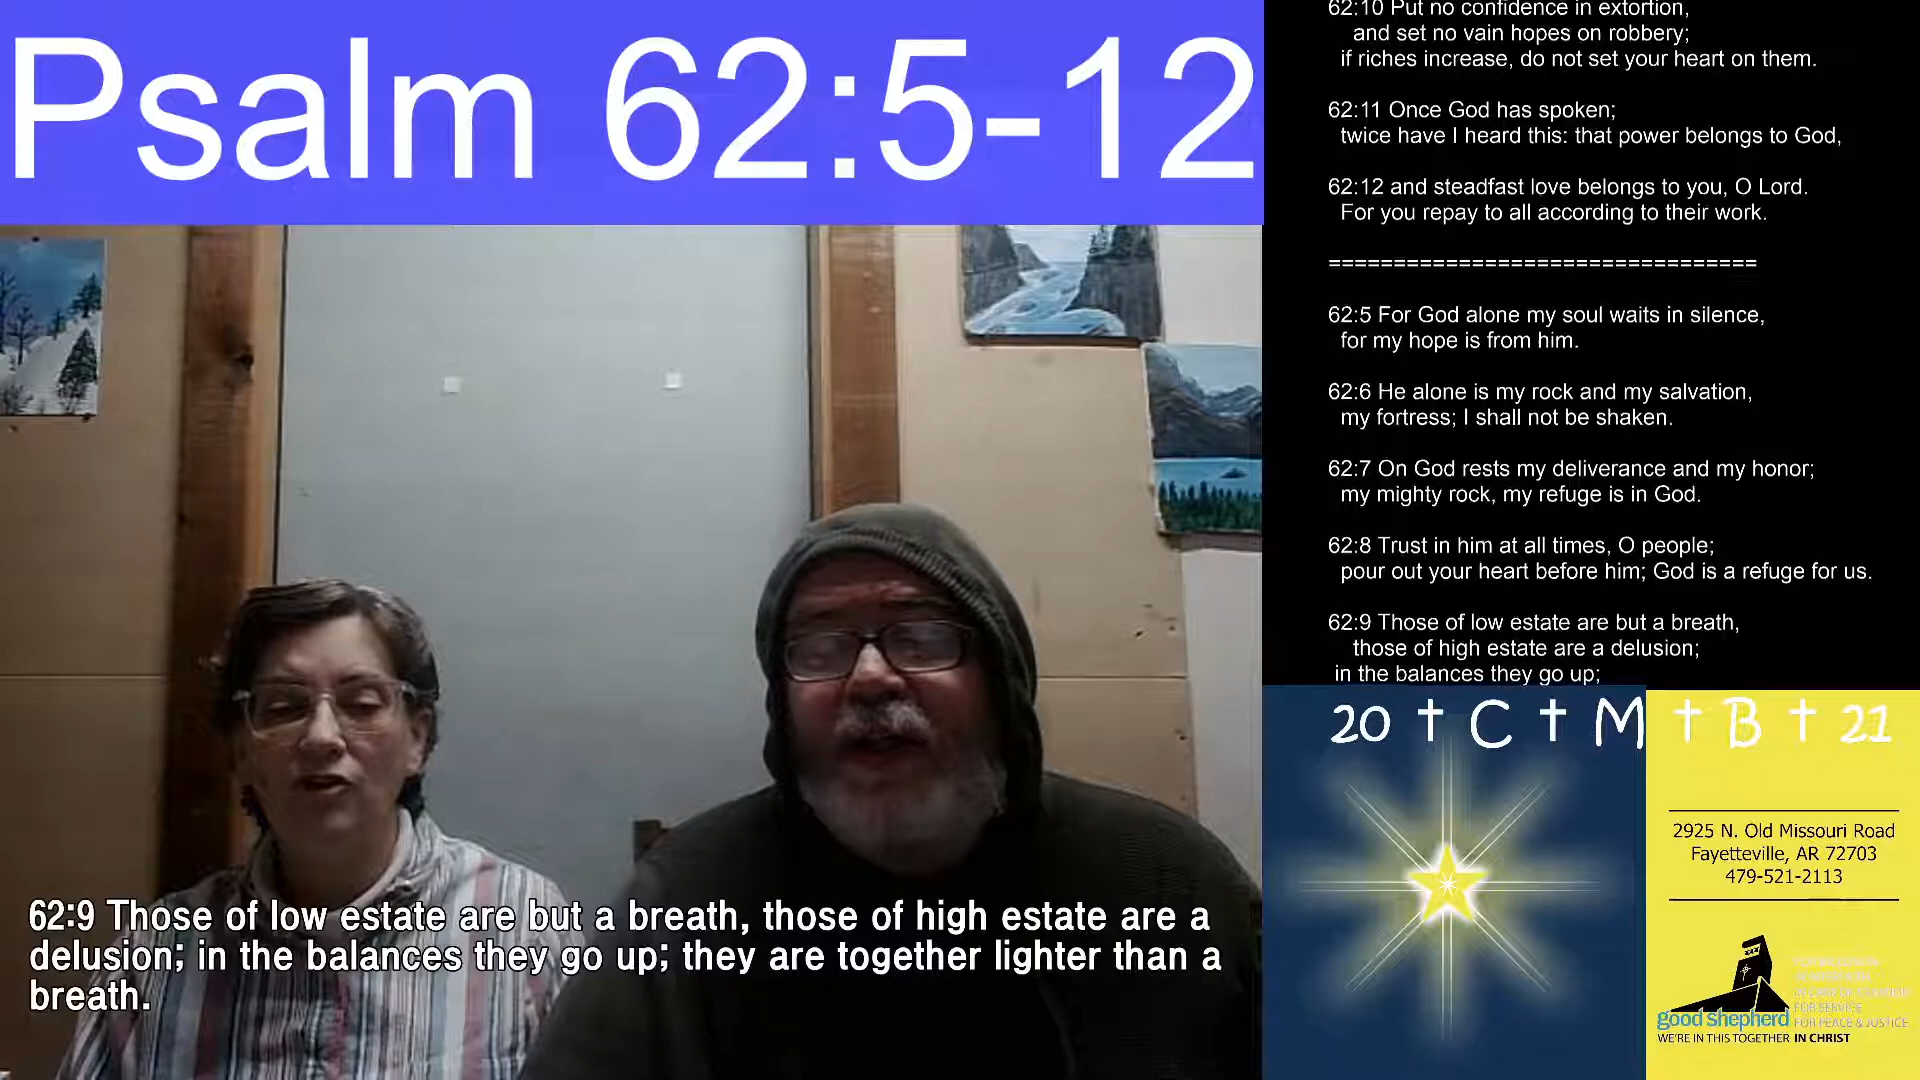 Psalm 62:5-12
62:10 Put no confidence in extortion,
and set no vain hopes on robbery;
if riches increase, do not set your heart on them.
62:11 Once God has spoken;
twice have I heard this: that power belongs to God,
62:12 and steadfast love belongs to you, O Lord.
For you repay to all according to their work.
=================================
62:5 For God alone my soul waits in silence,
for my hope is from him.
62:6 He alone is my rock and my salvation,
my fortress; I shall not be shaken.
62:7 On God rests my deliverance and my honor;
my mighty rock, my refuge is in God.
62:8 Trust in him at all times, O people;
pour out your heart before him; God is a refuge for us.
62:9 Those of low estate are but a breath,
those of high estate are a delusion;
in the balances they go up;
62:9 Those of low estate are but a breath, those of high estate are a
delusion; in the balances they go up; they are together lighter than a
breath.
20 † C † M † B † 21
2925 N. Old Missouri Road
Fayetteville, AR 72703
479-521-2113
FOR SERVICE
FOR PEACE & JUSTICE
good shepherd
WE'RE IN THIS TOGETHER IN CHRIST